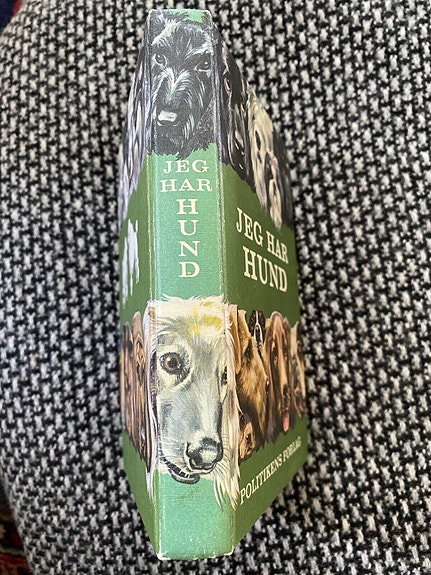 JEG
HAR
HUND
JEG HAR
HUND
POLITIKENS FORLAG